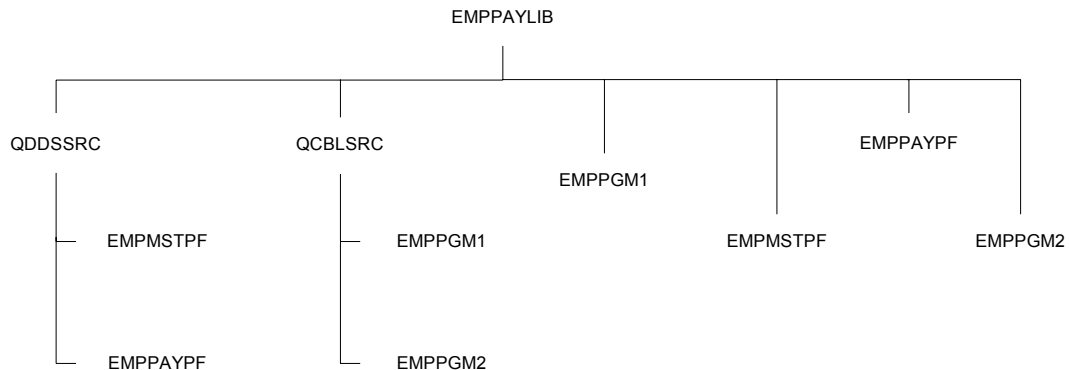 EMPPAYLIB
QDDSSRC
QCBLSRC
EMPPAYPF
EMPPGM1
EMPMSTPF
EMPPGM1
EMPMSTPF
EMPPGM2
EMPPAYPF
EMPPGM2